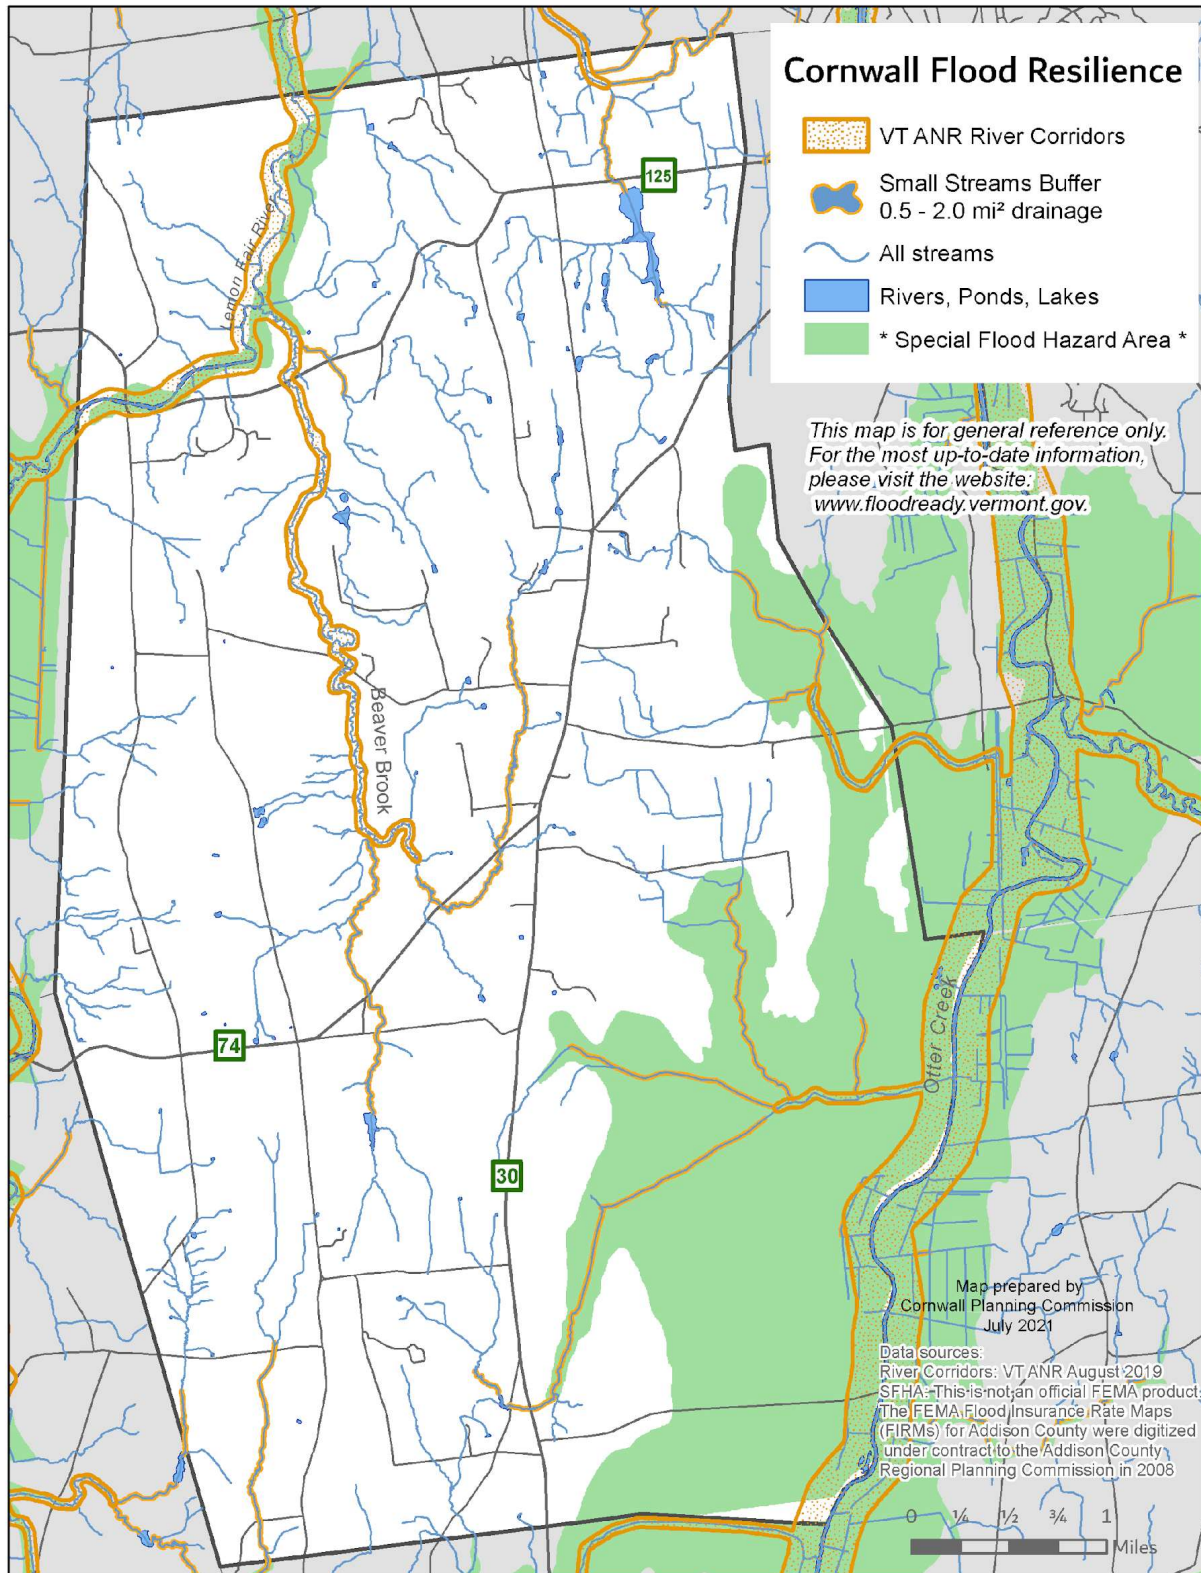 Cornwall Flood Resilience
VT ANR River Corridors
Small Streams Buffer
0.5 - 2.0 mi² drainage
All streams
Rivers, Ponds, Lakes
* Special Flood Hazard Area *
This map is for general reference only.
For the most up-to-date information,
please visit the website:
www.floodready.vermont.gov.
125
Lemon Fair River
Beaver Brook
Otter Creek
74
30
Map prepared by
Cornwall Planning Commission
July 2021
Data sources:
River Corridors: VT ANR August 2019
SFHA: This is not an official FEMA product.
The FEMA Flood Insurance Rate Maps
(FIRMs) for Addison County were digitized
under contract to the Addison County
Regional Planning Commission in 2008
0 ¼ ½ ¾ 1
Miles